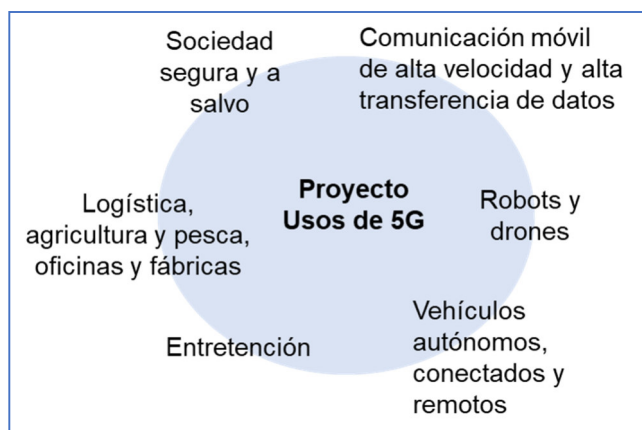 Sociedad
segura y a
salvo
Comunicación móvil
de alta velocidad y alta
transferencia de datos
Proyecto
Usos de 5G
Logística,
agricultura y pesca,
oficinas y fábricas
Robots y
drones
Entretención
Vehículos
autónomos,
conectados y
remotos